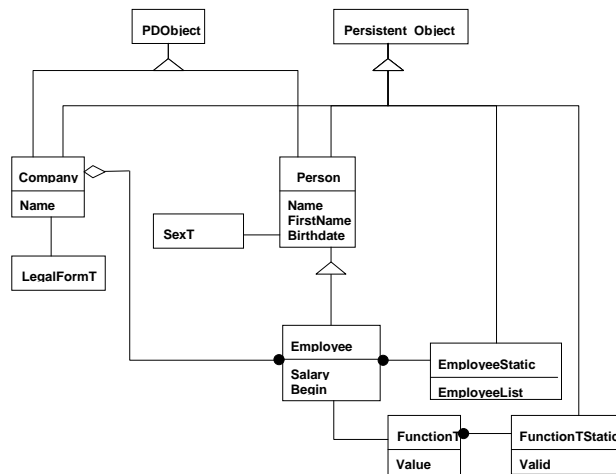 PDObject
Persistent Object
Company
Name
Person
Name
FirstName
Birthdate
SexT
LegalFormT
Employee
Salary
Begin
EmployeeStatic
EmployeeList
FunctionT
Value
FunctionTStatic
Valid